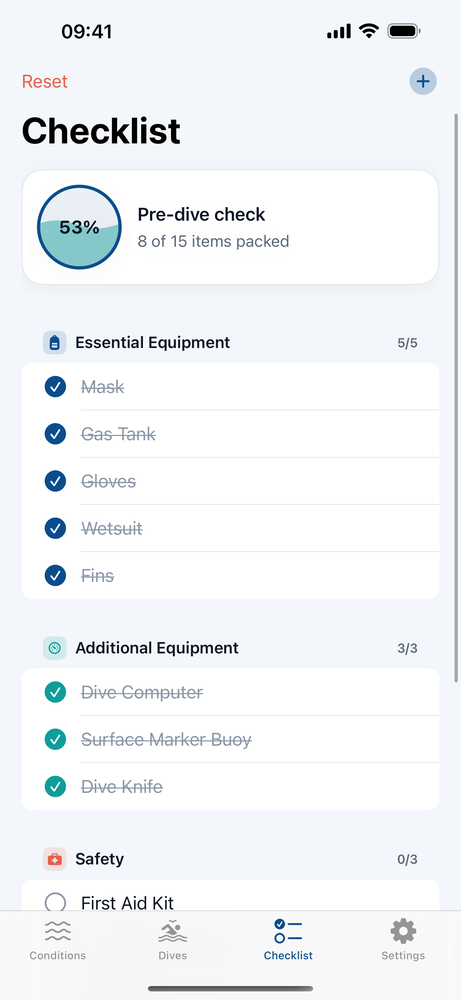 09:41
Reset
Checklist
53%
Pre-dive check
8 of 15 items packed
Essential Equipment 5/5
Mask
Gas Tank
Gloves
Wetsuit
Fins
Additional Equipment 3/3
Dive Computer
Surface Marker Buoy
Dive Knife
Safety 0/3
First Aid Kit
Conditions Dives Checklist Settings